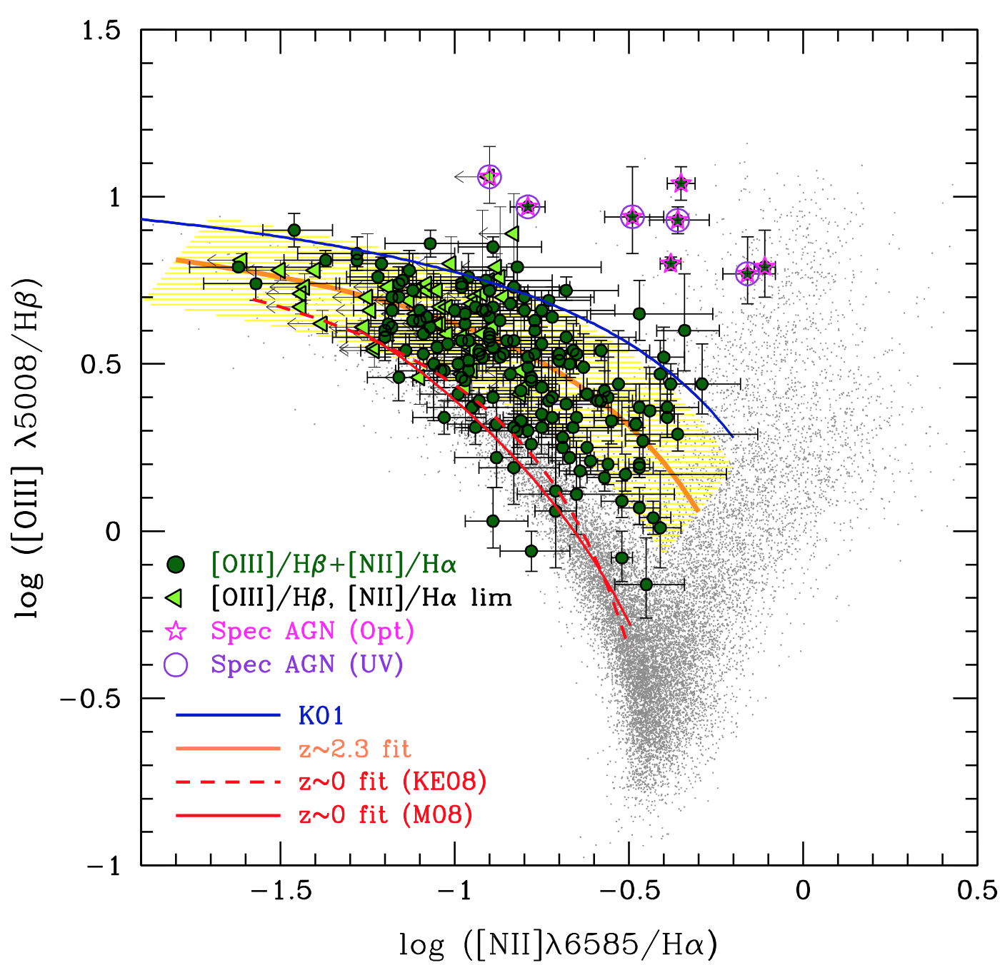 1.5
1
0.5
0
−0.5
−1
log ([OIII] λ5008/Hβ)
[OIII]/Hβ+[NII]/Hα
[OIII]/Hβ, [NII]/Hα lim
Spec AGN (Opt)
Spec AGN (UV)
K01
z~2.3 fit
z~0 fit (KE08)
z~0 fit (M08)
−1.5 −1 −0.5 0 0.5
log ([NII]λ6585/Hα)